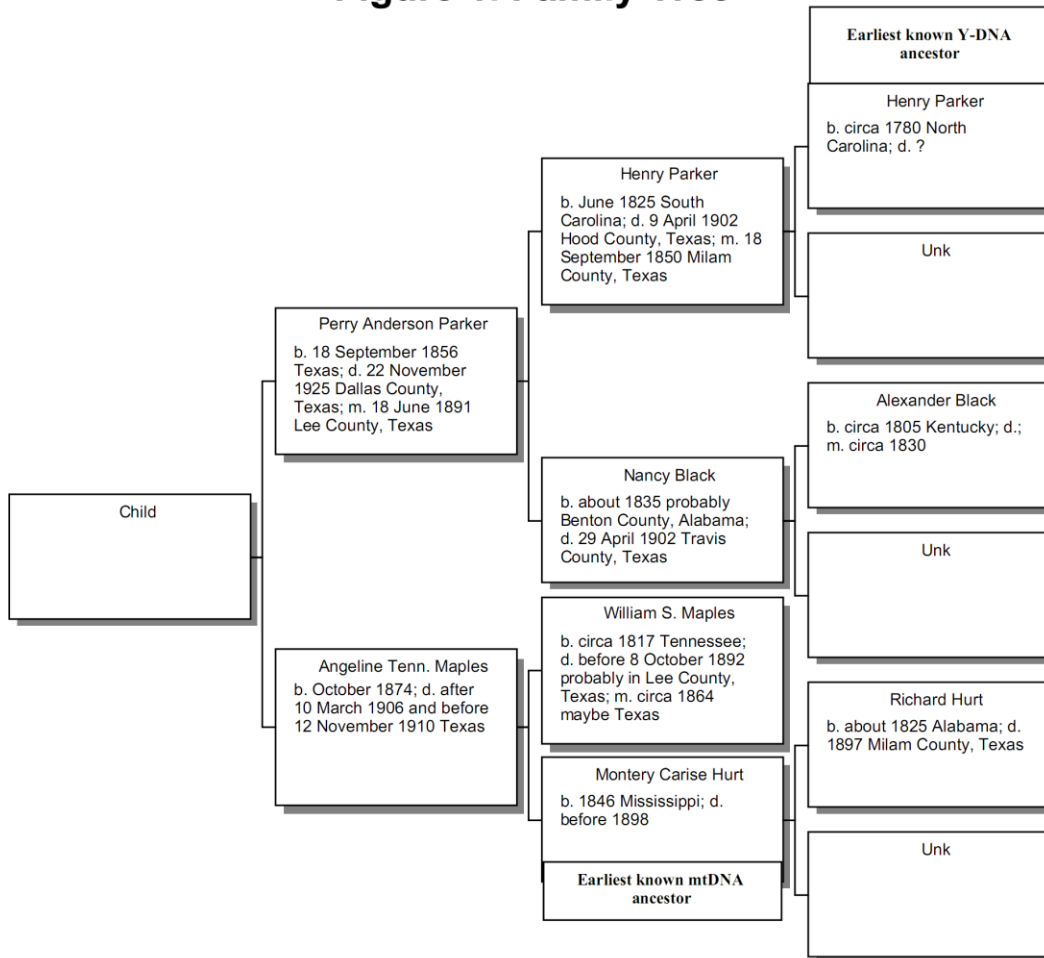 Figure Family Tree
Child
Perry Anderson Parker
b. 18 September 1856
Texas; d. 22 November
1925 Dallas County,
Texas; m. 18 June 1891
Lee County, Texas
Angeline Tenn. Maples
b. October 1874; d. after
10 March 1906 and before
12 November 1910 Texas
Henry Parker
b. June 1825 South
Carolina; d. 9 April 1902
Hood County, Texas; m. 18
September 1850 Milam
County, Texas
Nancy Black
b. about 1835 probably
Benton County, Alabama;
d. 29 April 1902 Travis
County, Texas
William S. Maples
b. circa 1817 Tennessee;
d. before 8 October 1892
probably in Lee County,
Texas; m. circa 1864
maybe Texas
Montery Carise Hurt
b. 1846 Mississippi; d.
before 1898
Earliest known mtDNA
ancestor
Earliest known Y-DNA
ancestor
Henry Parker
b. circa 1780 North
Carolina; d. ?
Unk
Alexander Black
b. circa 1805 Kentucky; d.;
m. circa 1830
Unk
Richard Hurt
b. about 1825 Alabama; d.
1897 Milam County, Texas
Unk